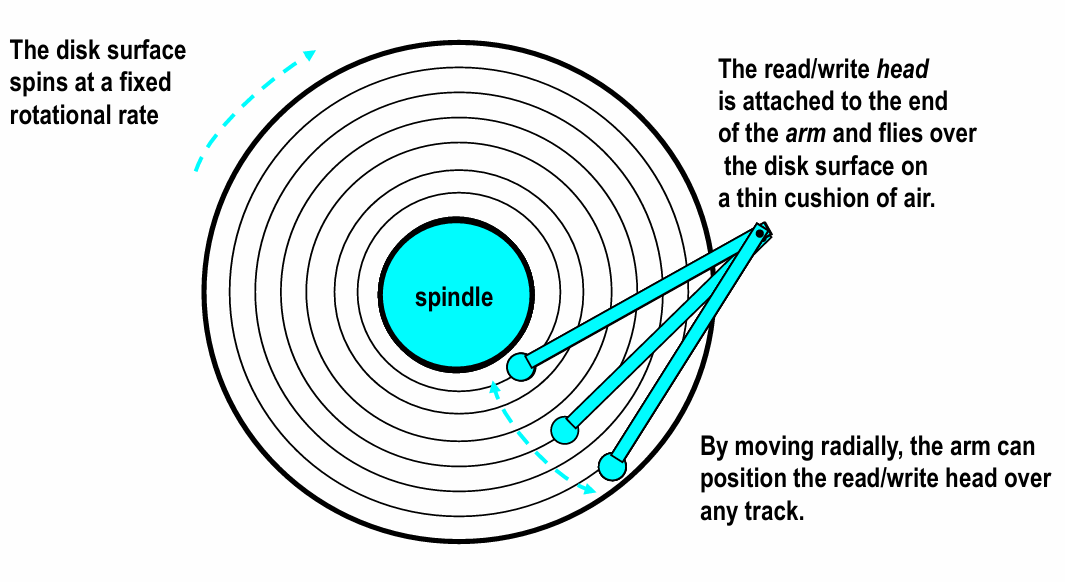 The disk surface
spins at a fixed
rotational rate
The read/write head
is attached to the end
of the arm and flies over
the disk surface on
a thin cushion of air.
spindle
By moving radially, the arm can
position the read/write head over
any track.